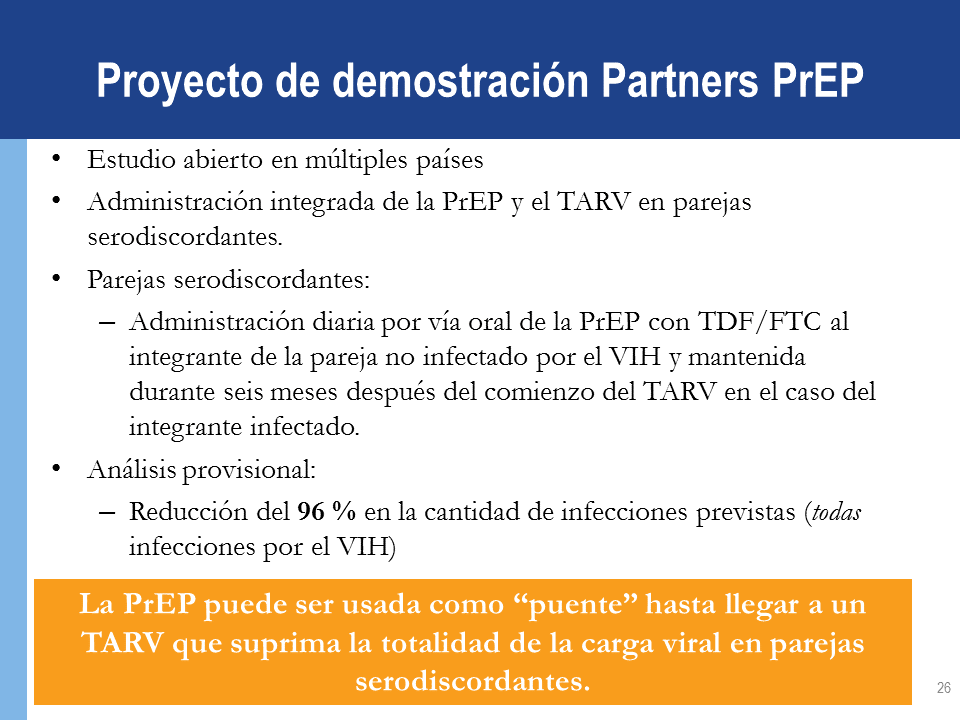 Proyecto de demostración Partners PrEP
• Estudio abierto en múltiples países
• Administración integrada de la PrEP y el TARV en parejas
serodiscordantes.
• Parejas serodiscordantes:
– Administración diaria por vía oral de la PrEP con TDF/FTC al
integrante de la pareja no infectado por el VIH y mantenida
durante seis meses después del comienzo del TARV en el caso del
integrante infectado.
• Análisis provisional:
– Reducción del 96 % en la cantidad de infecciones previstas (todas
infecciones por el VIH)
La PrEP puede ser usada como “puente” hasta llegar a un
TARV que suprima la totalidad de la carga viral en parejas
serodiscordantes.
26